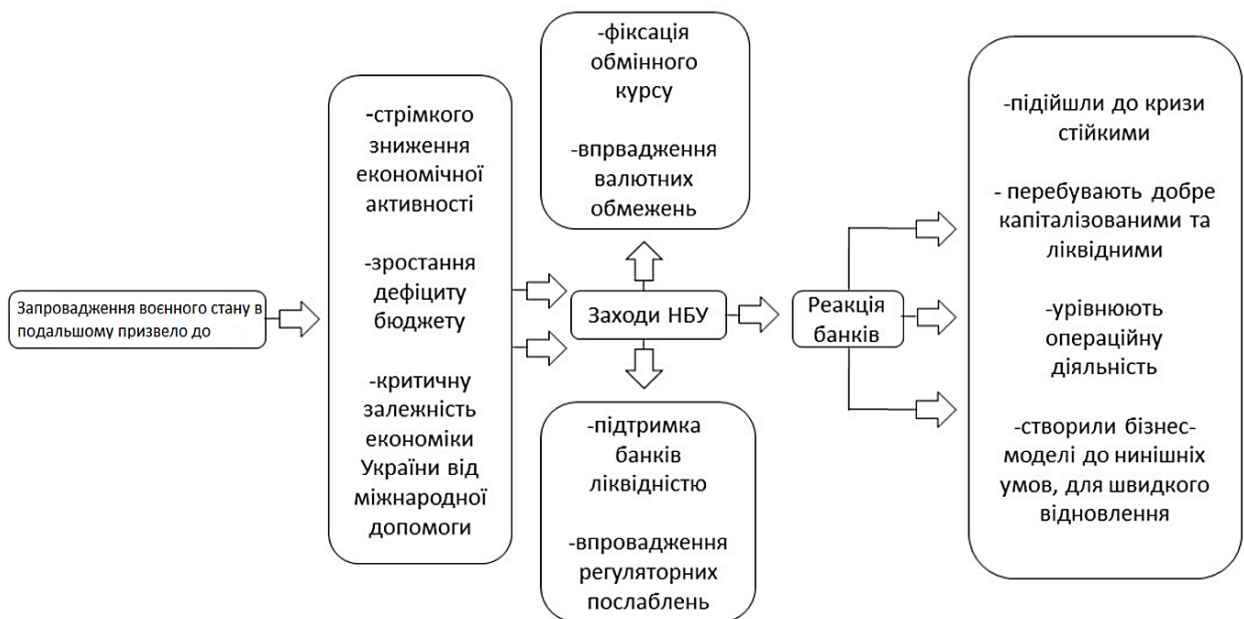 Запровадження воєнного стану в
подальшому призвело до
-стрімкого
зниження
економічної
активності
-зростання
дефіциту
бюджету
-критичну
залежність
економіки
України від
міжнародної
допомоги
-фіксація
обмінного
курсу
-впрвадження
валютних
обмежень
Заходи НБУ
-підтримка
банків
ліквідністю
-впровадження
регуляторних
послаблень
Реакція
банків
-підійшли до кризи
стійкими
- перебувають добре
капіталізованими та
ліквідними
-урівнюють
операційну
діяльність
-створили бізнес-
моделі до нинішніх
умов, для швидкого
відновлення